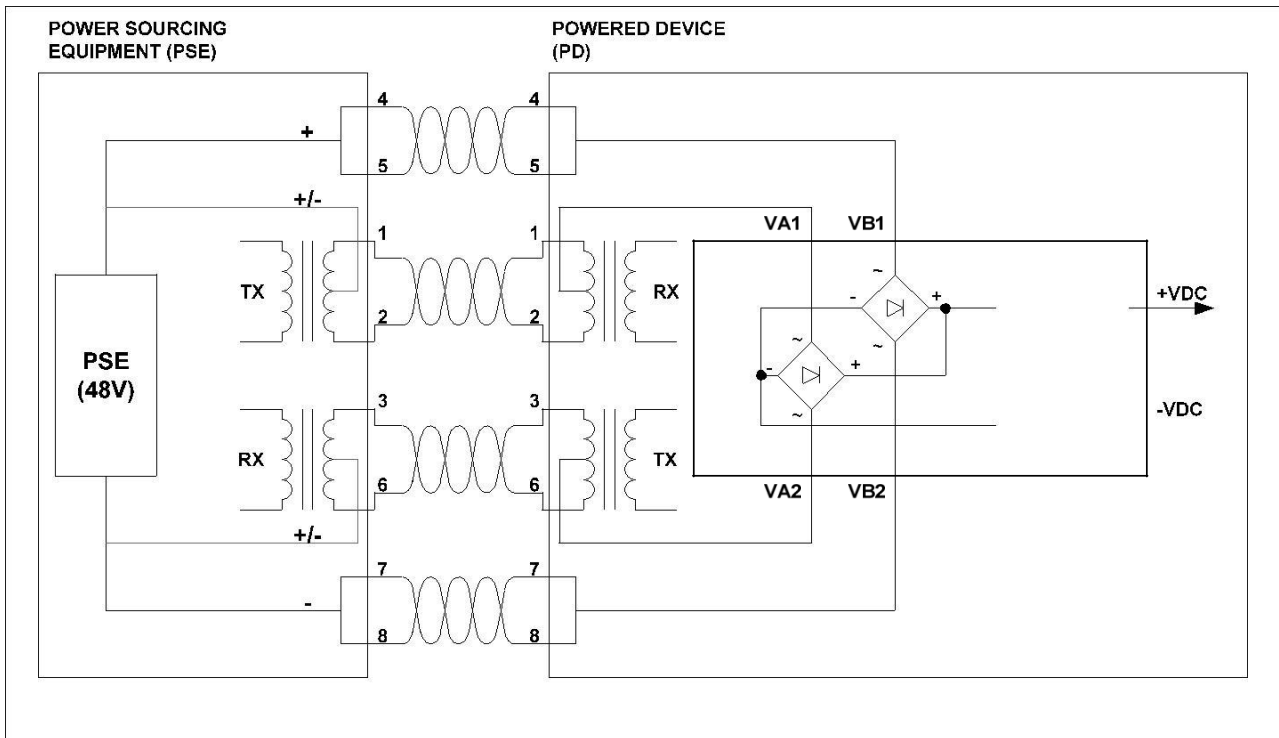 POWER SOURCING
EQUIPMENT (PSE)
POWERED DEVICE
(PD)
4
4
+
5
5
+/-
VA1
VB1
1
1
~
TX
RX
-
+
+VDC
2
2
~
~
PSE
(48V)
-
+
3
3
~
-VDC
RX
TX
6
6
VA2
VB2
+/-
7
7
-
8
8